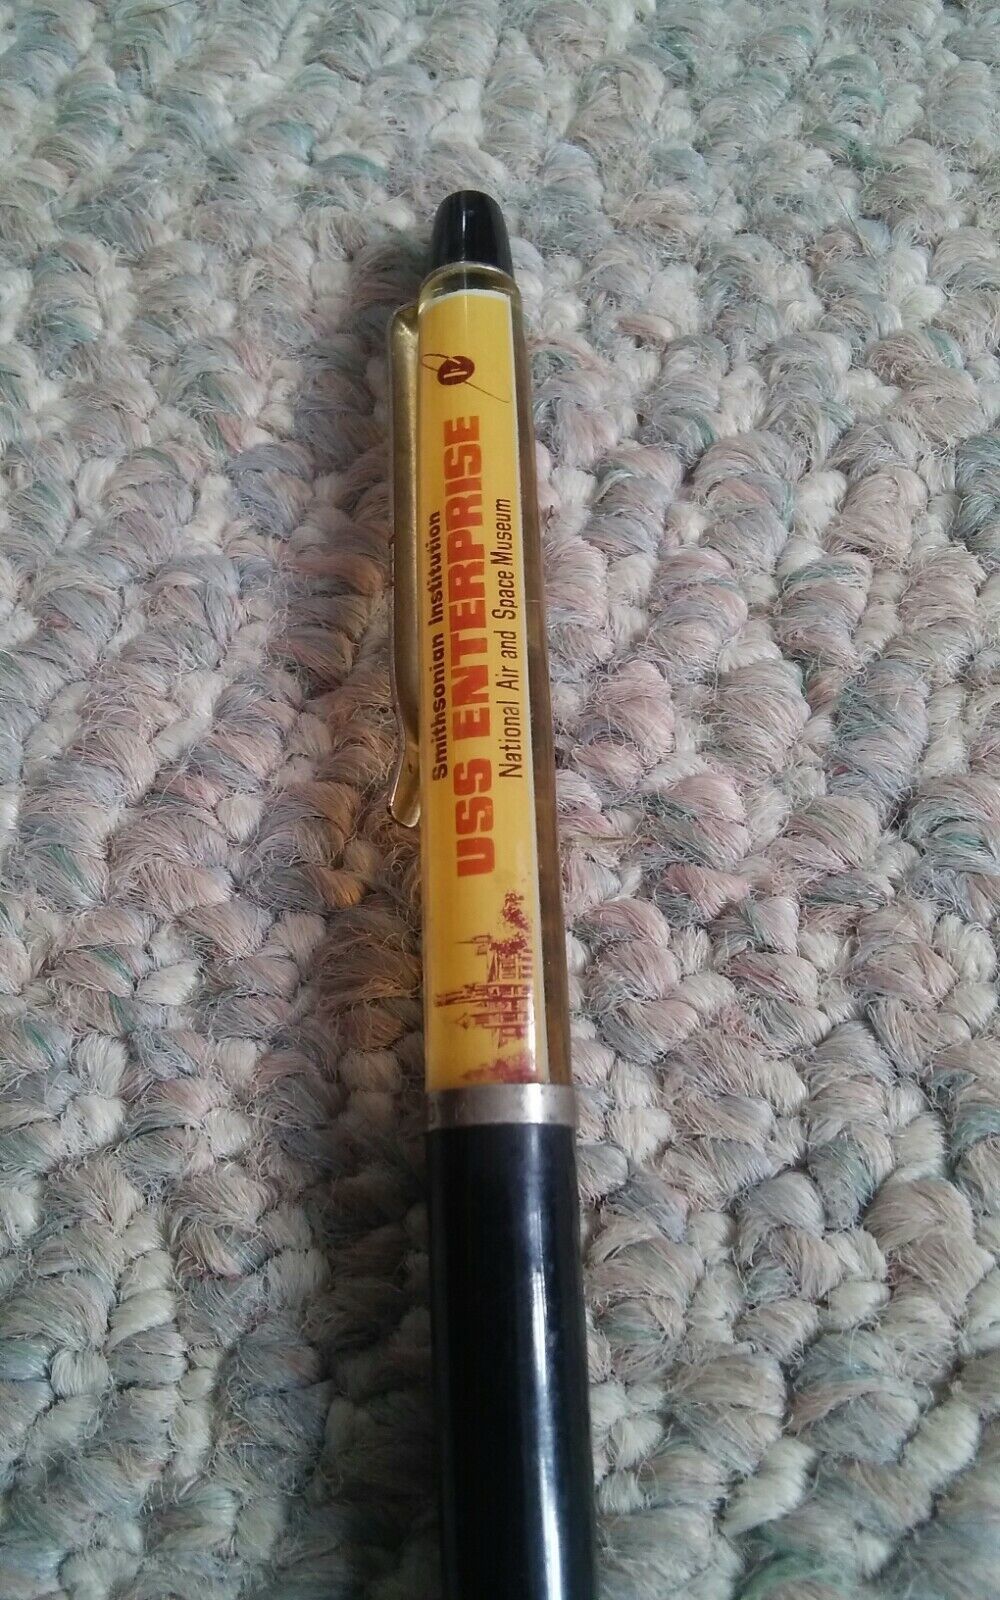 Smithsonian Institution
USS ENTERPRISE
National Air and Space Museum